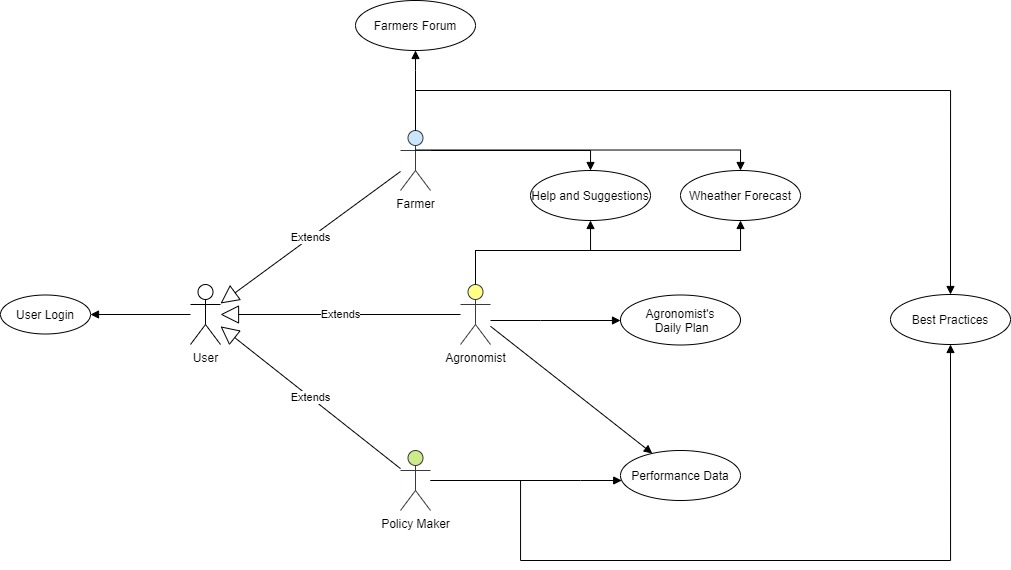 Farmers Forum
Help and Suggestions
Wheather Forecast
Farmer
Extends
User Login
Extends
Agronomist's
Daily Plan
Best Practices
User
Agronomist
Extends
Performance Data
Policy Maker